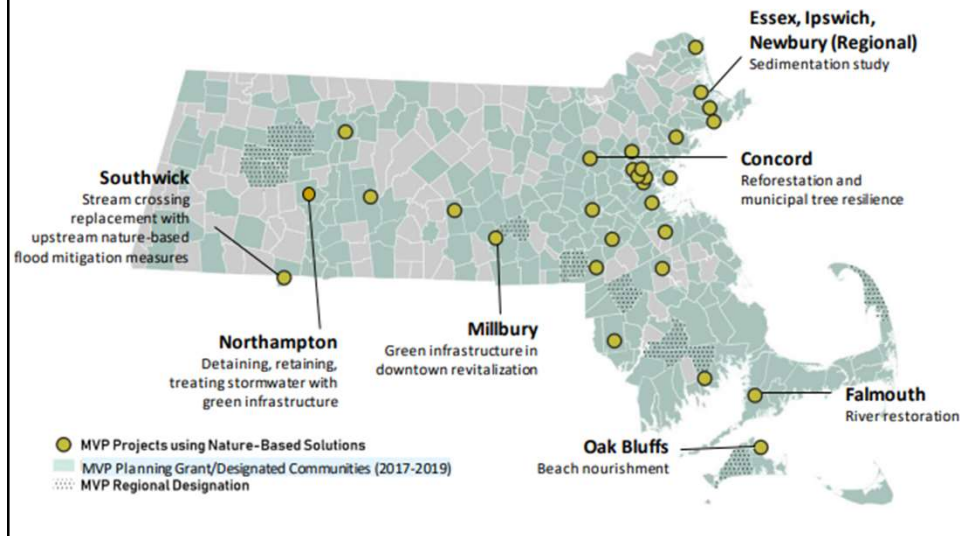 Essex, Ipswich,
Newbury (Regional)
Sedimentation study
Concord
Reforestation and
municipal tree resilience
Southwick
Stream crossing
replacement with
upstream nature-based
flood mitigation measures
Northampton
Detaining, retaining,
treating stormwater with
green infrastructure
Millbury
Green infrastructure in
downtown revitalization
Falmouth
River restoration
Oak Bluffs
Beach nourishment
MVP Projects using Nature-Based Solutions
MVP Planning Grant/Designated Communities (2017-2019)
MVP Regional Designation